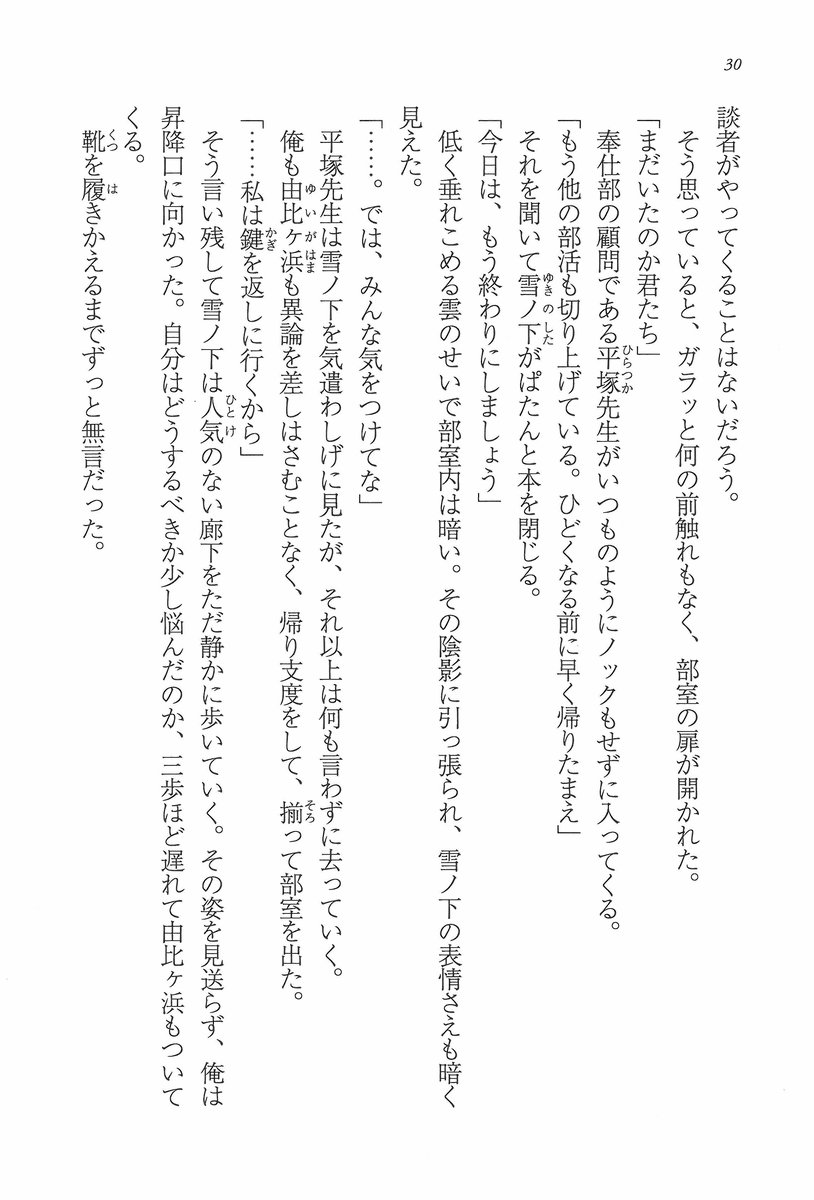 30
談者がやってくることはないだろう。
そう思っていると、ガラッと何の前触れもなく、部室の扉が開かれた。
「まだいたのか君たち」
奉仕部の顧問である平塚先生がいつものようにノックもせずに入ってくる。
「もう他の部活も切り上げている。ひどくなる前に早く帰りたまえ」
それを聞いて雪ノ下がぱたんと本を閉じる。
「今日は、もう終わりにしましょう」
低く垂れこめる雲のせいで部室内は暗い。その陰影に引っ張られ、雪ノ下の表情さえも暗く
見えた。
「……。では、みんな気をつけてな」
平塚先生は雪ノ下を気遣わしげに見たが、それ以上は何も言わずに去っていく。
俺も由比ヶ浜も異論を差しはさむことなく、帰り支度をして、揃って部室を出た。
「……私は鍵を返しに行くから」
そう言い残して雪ノ下は人気のない廊下をただ静かに歩いていく。その姿を見送らず、俺は
昇降口に向かった。自分はどうするべきか少し悩んだのか、三歩ほど遅れて由比ヶ浜もついて
くる。
靴を履きかえるまでずっと無言だった。